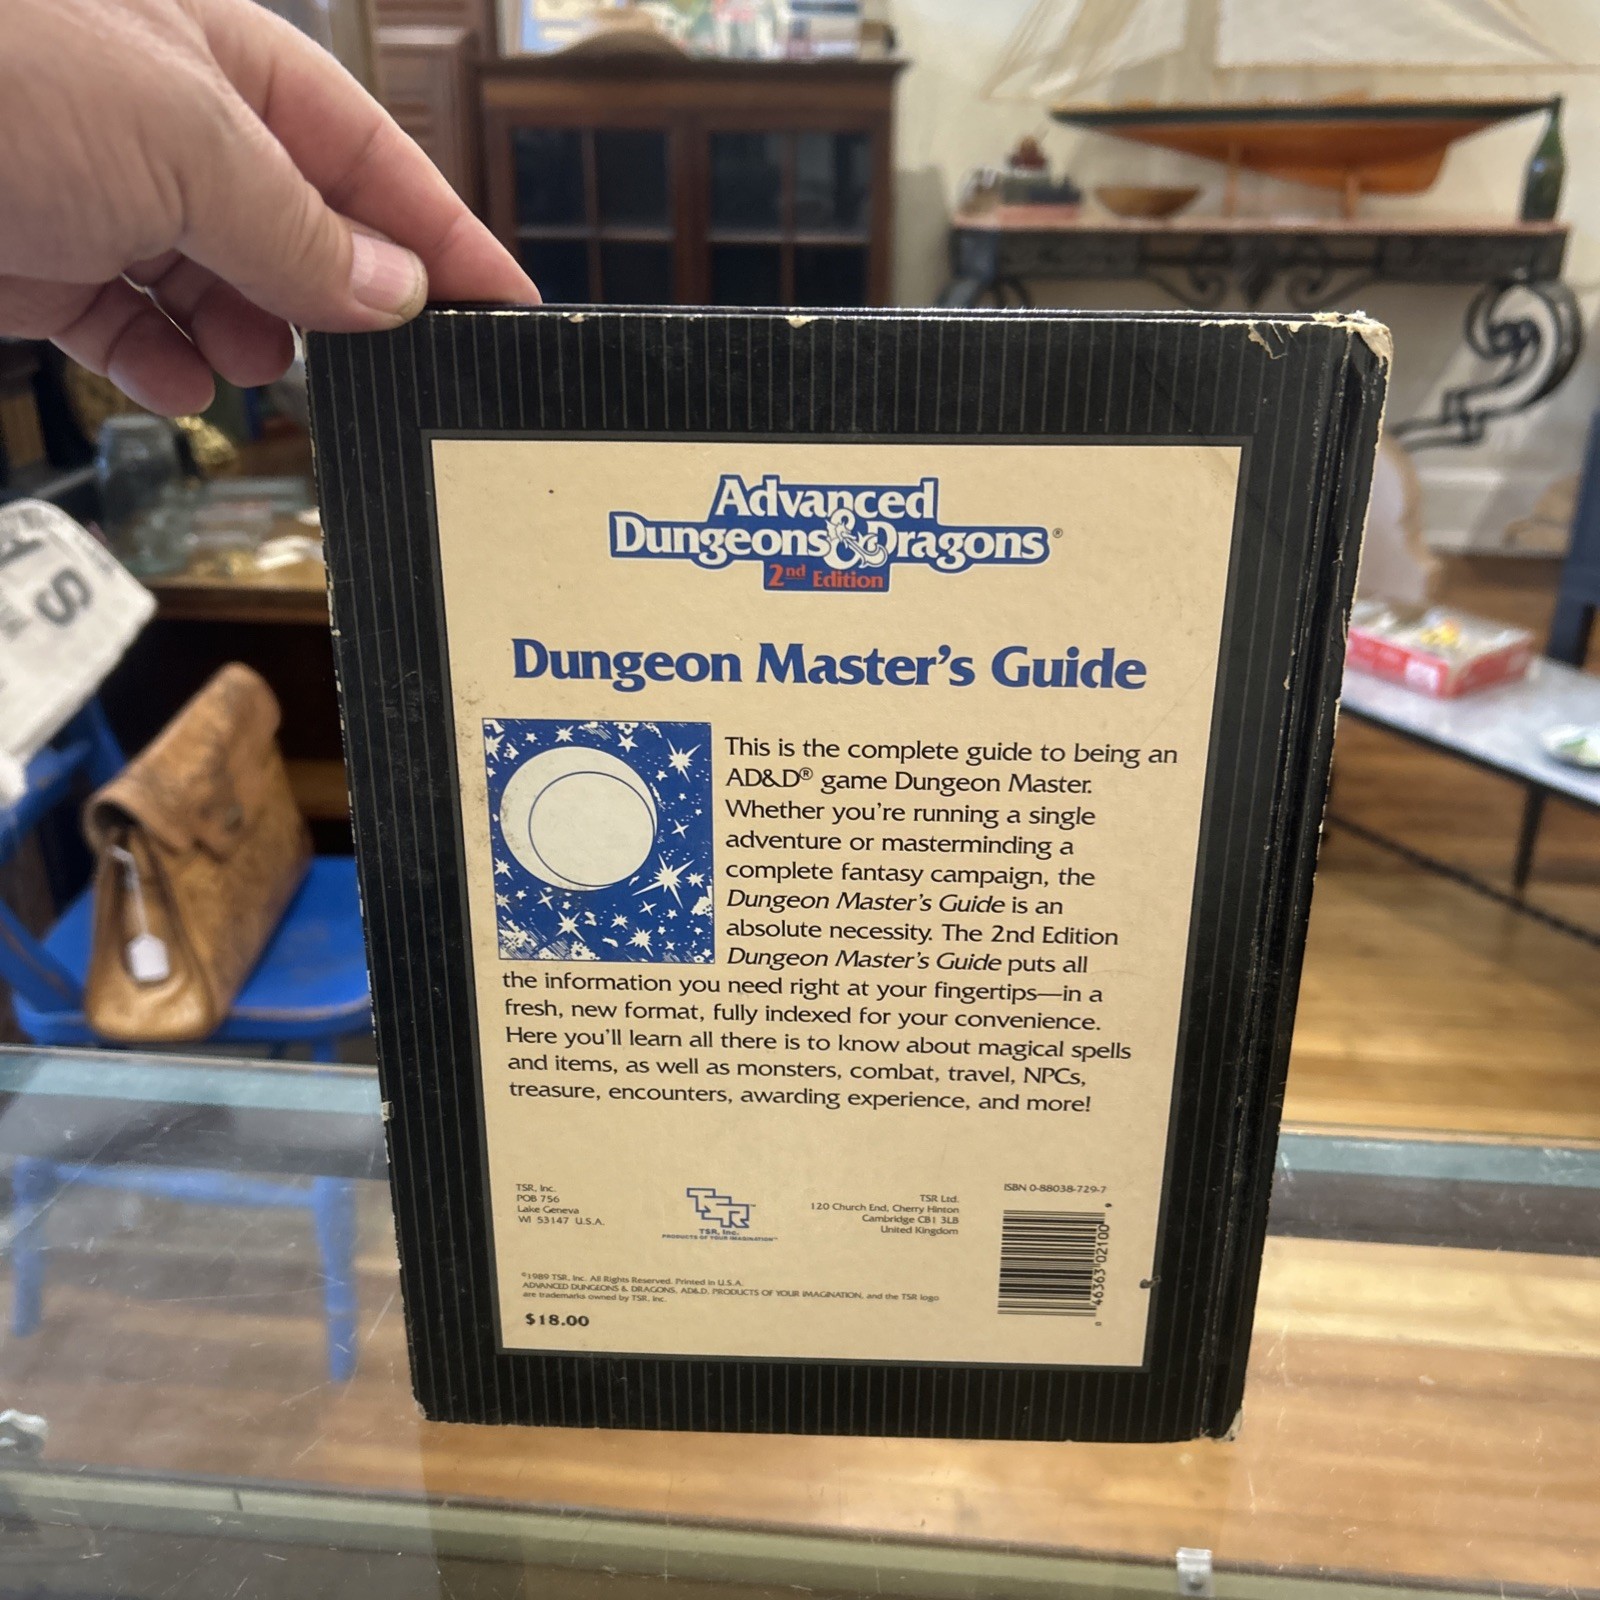 Advanced
Dungeons & Dragons®
2nd Edition
Dungeon Master's Guide
This is the complete guide to being an
AD&D® game Dungeon Master.
Whether you're running a single
adventure or masterminding a
complete fantasy campaign, the
Dungeon Master's Guide is an
absolute necessity. The 2nd Edition
Dungeon Master's Guide puts all
the information you need right at your fingertips—in a
fresh, new format, fully indexed for your convenience.
Here you'll learn all there is to know about magical spells
and items, as well as monsters, combat, travel, NPCs,
treasure, encounters, awarding experience, and more!
TSR, Inc.
POB 756
Lake Geneva
WI 53147 U.S.A.
TSR™
TSR, Inc.
PRODUCTS OF YOUR IMAGINATION™
TSR Ltd.
120 Church End, Cherry Hinton
Cambridge CB1 3LB
United Kingdom
ISBN 0-88038-729-7
0 46363 02100 9
©1989 TSR, Inc. All Rights Reserved. Printed in U.S.A.
ADVANCED DUNGEONS & DRAGONS, AD&D, PRODUCTS OF YOUR IMAGINATION, and the TSR logo
are trademarks owned by TSR, Inc.
$18.00